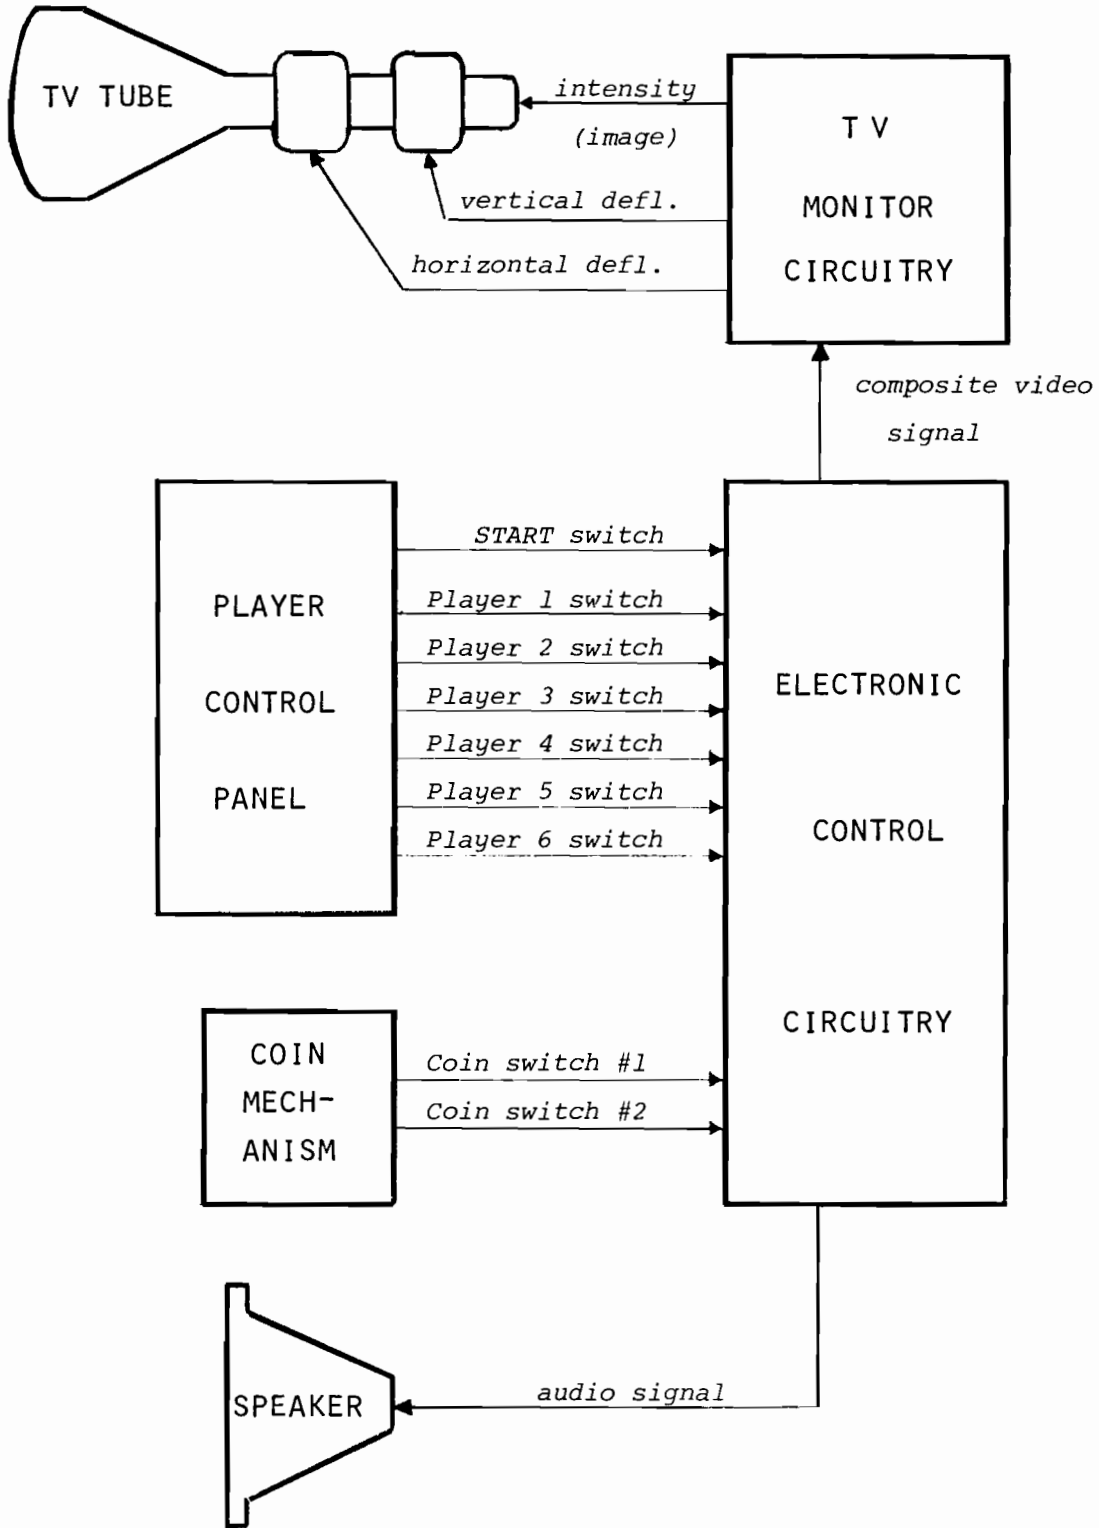 TV TUBE
intensity
(image)
vertical defl.
horizontal defl.
TV
MONITOR
CIRCUITRY
composite video
signal
PLAYER
CONTROL
PANEL
START switch
Player 1 switch
Player 2 switch
Player 3 switch
Player 4 switch
Player 5 switch
Player 6 switch
ELECTRONIC
CONTROL
CIRCUITRY
COIN
MECH-
ANISM
Coin switch #1
Coin switch #2
SPEAKER
audio signal